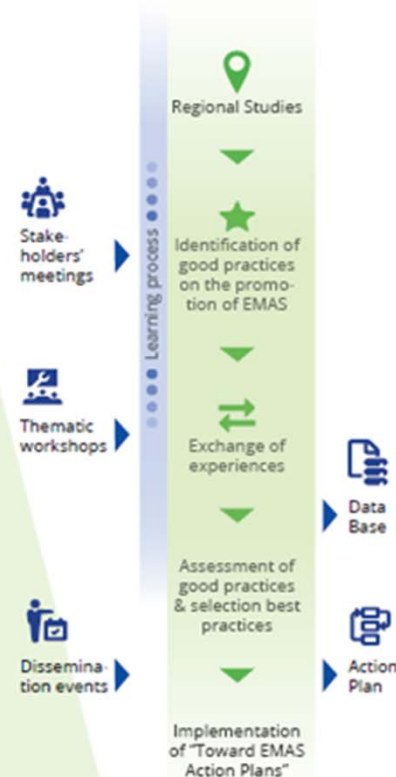 Regional Studies
Stake-
holders'
meetings
Learning process
Identification of
good practices
on the promo-
tion of EMAS
Thematic
workshops
Exchange of
experiences
Data
Base
Assessment of
good practices
& selection best
practices
Dissemina-
tion events
Action
Plan
Implementation
of "Toward EMAS
Action Plans"